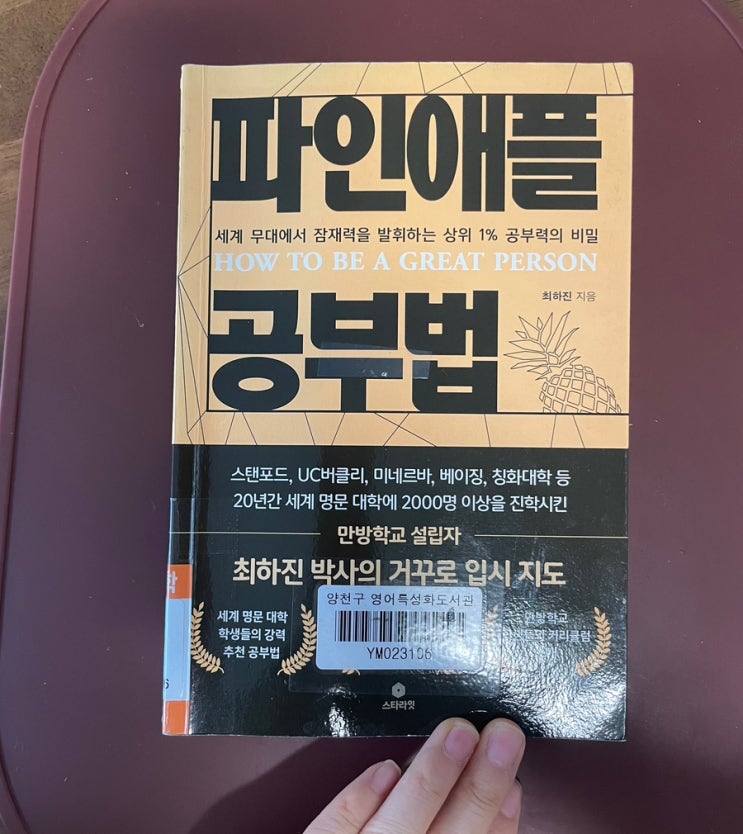 파인애플
세계 무대에서 잠재력을 발휘하는 상위 1% 공부력의 비밀
HOW TO BE A GREAT PERSON
최하진 지음
공부법
스탠포드, UC버클리, 미네르바, 베이징, 칭화대학 등
20년간 세계 명문 대학에 2000명 이상을 진학시킨
만방학교 설립자
최하진 박사의 거꾸로 입시 지도
학
세계 명문 대학
학생들의 강력
추천 공부법
양천구 영어특성화도서관
YM023106
만방학교
커리큘럼
6
스타라잇